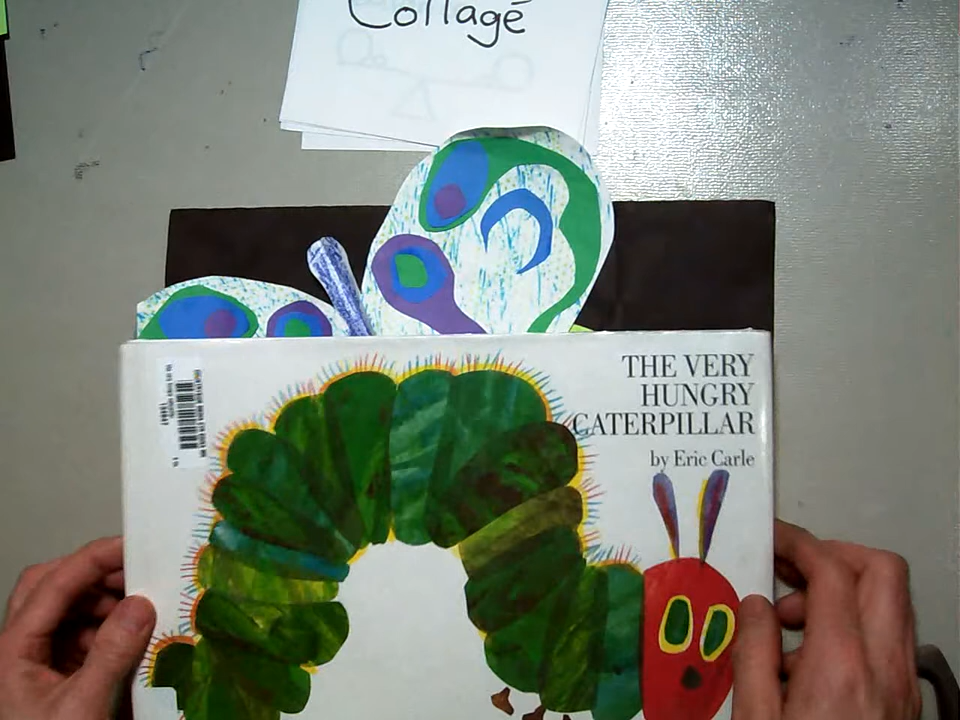 Collage
THE VERY
HUNGRY
CATERPILLAR
by Eric Carle